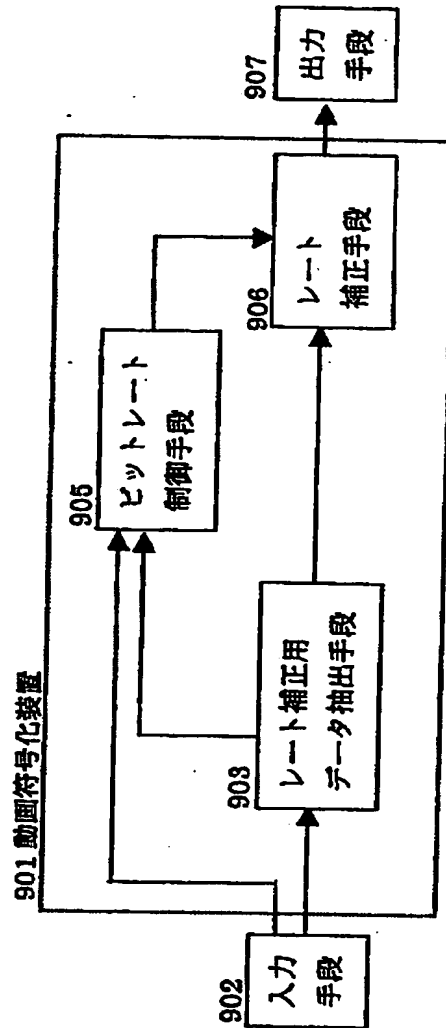 901 動画符号化装置
902
入力
手段
903
レート補正用
データ抽出手段
905
ビットレート
制御手段
906
レート
補正手段
907
出力
手段